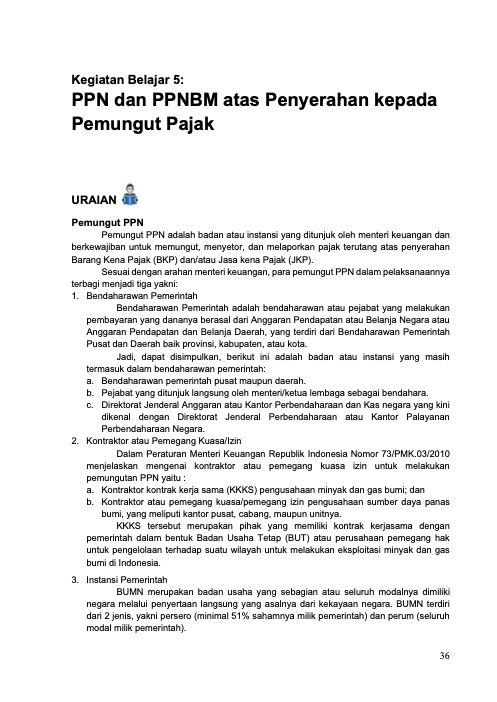 Kegiatan Belajar 5:
PPN dan PPNBM atas Penyerahan kepada
Pemungut Pajak
URAIAN
Pemungut PPN
Pemungut PPN adalah badan atau instansi yang ditunjuk oleh menteri keuangan dan
berkewajiban untuk memungut, menyetor, dan melaporkan pajak terutang atas penyerahan
Barang Kena Pajak (BKP) dan/atau Jasa kena Pajak (JKP).
Sesuai dengan arahan menteri keuangan, para pemungut PPN dalam pelaksanaannya
terbagi menjadi tiga yakni:
1. Bendaharawan Pemerintah
Bendaharawan Pemerintah adalah bendaharawan atau pejabat yang melakukan
pembayaran yang dananya berasal dari Anggaran Pendapatan atau Belanja Negara atau
Anggaran Pendapatan dan Belanja Daerah, yang terdiri dari Bendaharawan Pemerintah
Pusat dan Daerah baik provinsi, kabupaten, atau kota.
Jadi, dapat disimpulkan, berikut ini adalah badan atau instansi yang masih
termasuk dalam bendaharawan pemerintah:
a. Bendaharawan pemerintah pusat maupun daerah.
b. Pejabat yang ditunjuk langsung oleh menteri/ketua lembaga sebagai bendahara.
c. Direktorat Jenderal Anggaran atau Kantor Perbendaharaan dan Kas negara yang kini
dikenal dengan Direktorat Jenderal Perbendaharaan atau Kantor Palayanan
Perbendaharaan Negara.
2. Kontraktor atau Pemegang Kuasa/Izin
Dalam Peraturan Menteri Keuangan Republik Indonesia Nomor 73/PMK.03/2010
menjelaskan mengenai kontraktor atau pemegang kuasa izin untuk melakukan
pemungutan PPN yaitu :
a. Kontraktor kontrak kerja sama (KKKS) pengusahaan minyak dan gas bumi; dan
b. Kontraktor atau pemegang kuasa/pemegang izin pengusahaan sumber daya panas
bumi, yang meliputi kantor pusat, cabang, maupun unitnya.
KKKS tersebut merupakan pihak yang memiliki kontrak kerjasama dengan
pemerintah dalam bentuk Badan Usaha Tetap (BUT) atau perusahaan pemegang hak
untuk pengelolaan terhadap suatu wilayah untuk melakukan eksploitasi minyak dan gas
bumi di Indonesia.
3. Instansi Pemerintah
BUMN merupakan badan usaha yang sebagian atau seluruh modalnya dimiliki
negara melalui penyertaan langsung yang asalnya dari kekayaan negara. BUMN terdiri
dari 2 jenis, yakni persero (minimal 51% sahamnya milik pemerintah) dan perum (seluruh
modal milik pemerintah).
36